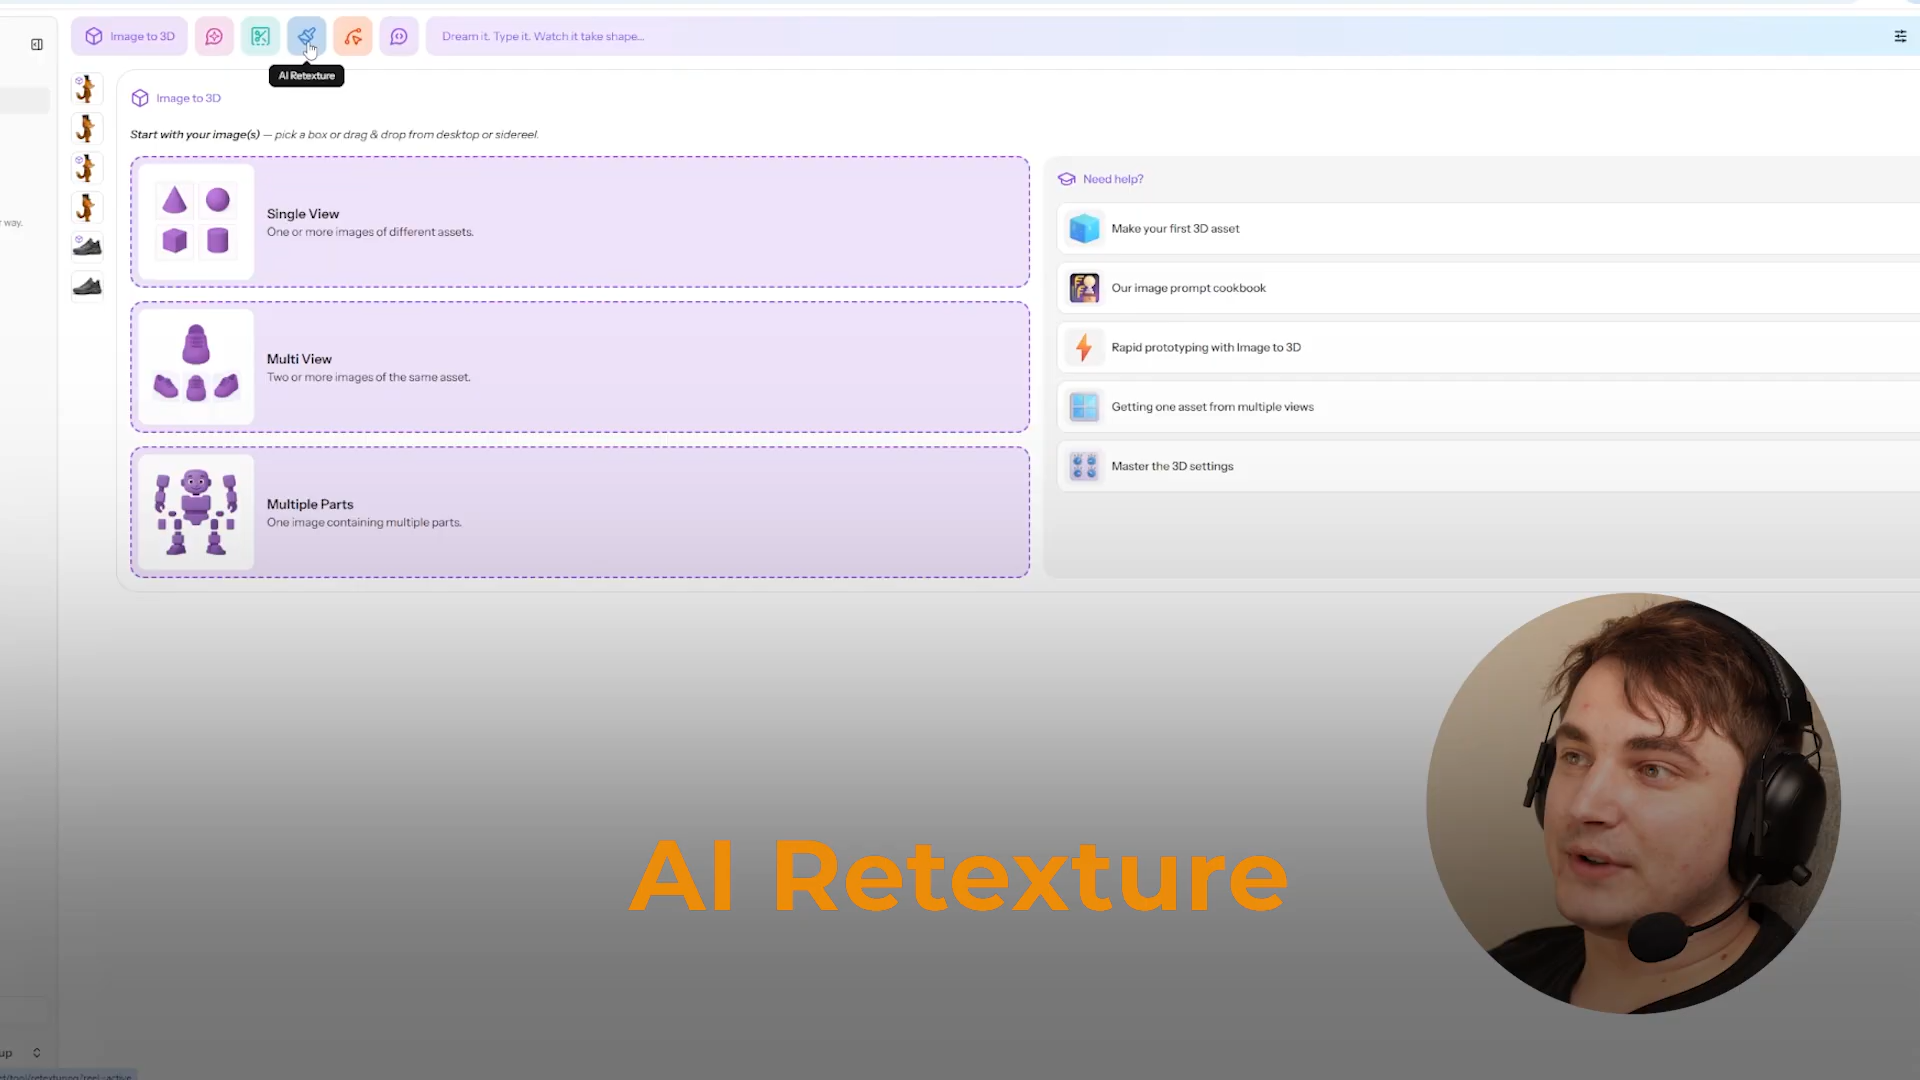 Image to 3D
Dream it. Type it. Watch it take shape...
AI Retexture
Image to 3D
Start with your image(s) — pick a box or drag & drop from desktop or sidereel.
Single View
One or more images of different assets.
Multi View
Two or more images of the same asset.
Multiple Parts
One image containing multiple parts.
Need help?
Make your first 3D asset
Our image prompt cookbook
Rapid prototyping with Image to 3D
Getting one asset from multiple views
Master the 3D settings
way.
AI Retexture
up